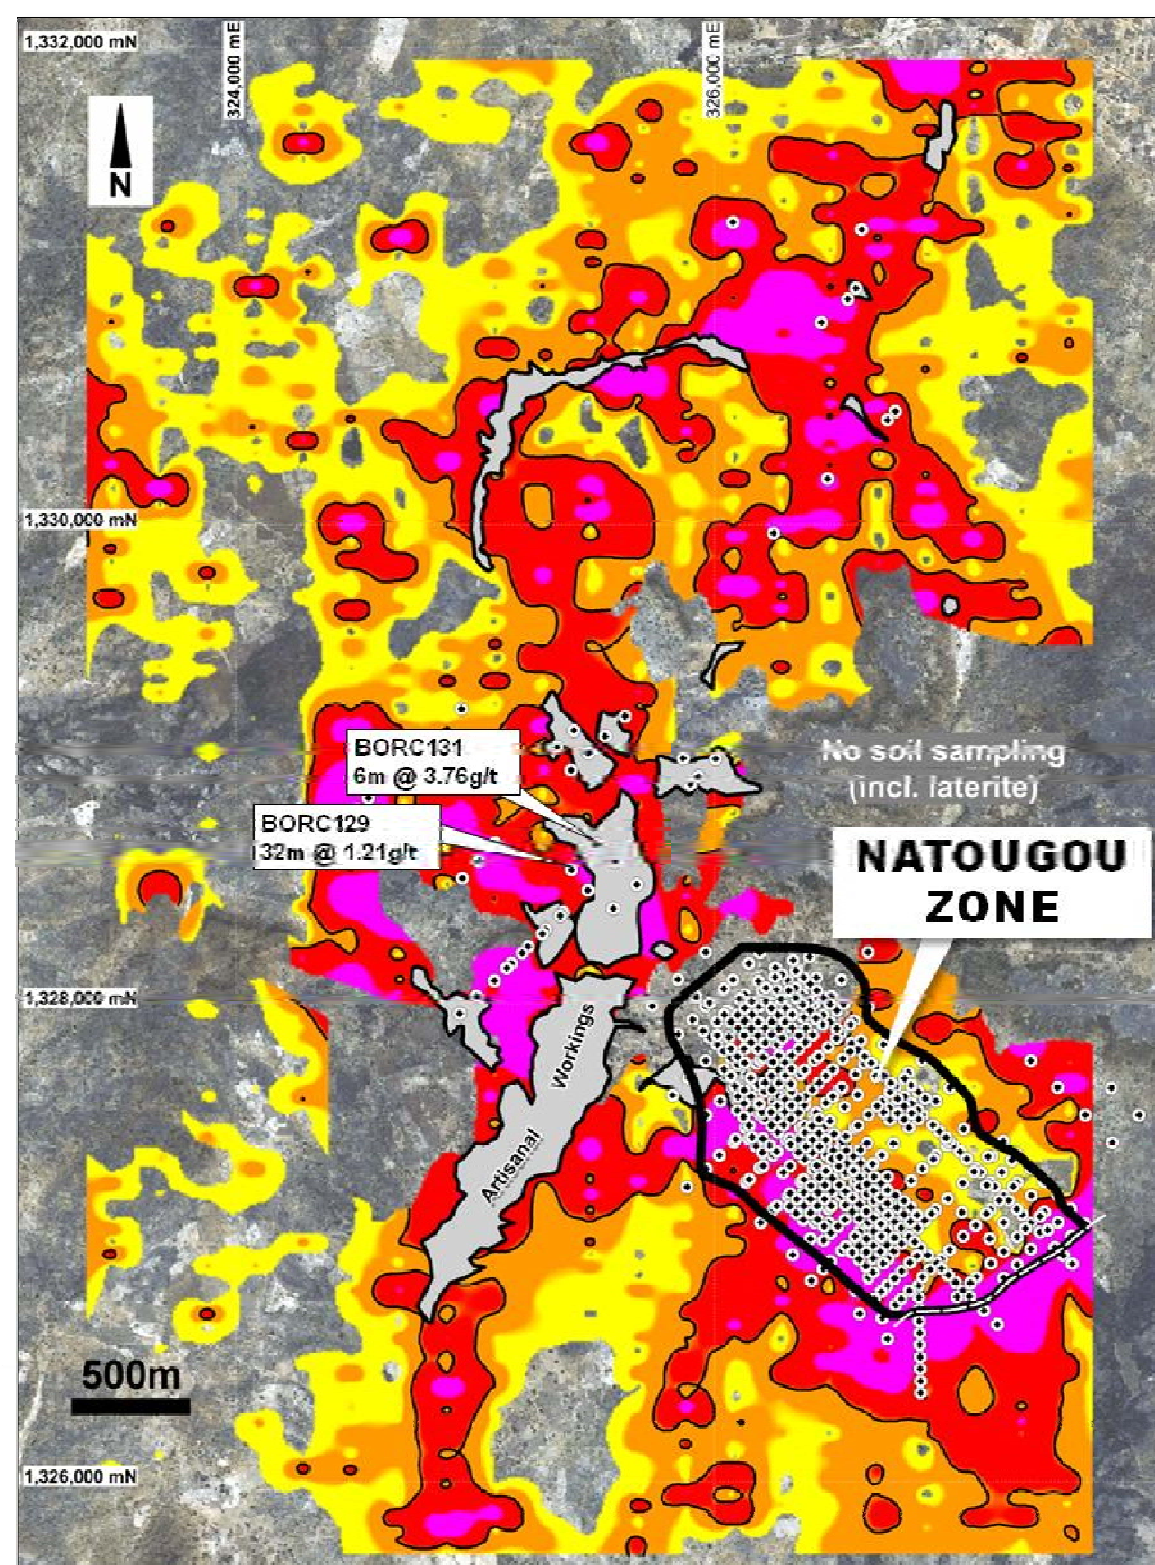 1,332,000 mN
324,000 mE
326,000 mE
N
1,330,000 mN
BORC131
6m @ 3.76g/t
BORC129
32m @ 1.21g/t
No soil sampling
(incl. laterite)
NATOUGOU
ZONE
1,328,000 mN
Artisanal Workings
500m
1,326,000 mN